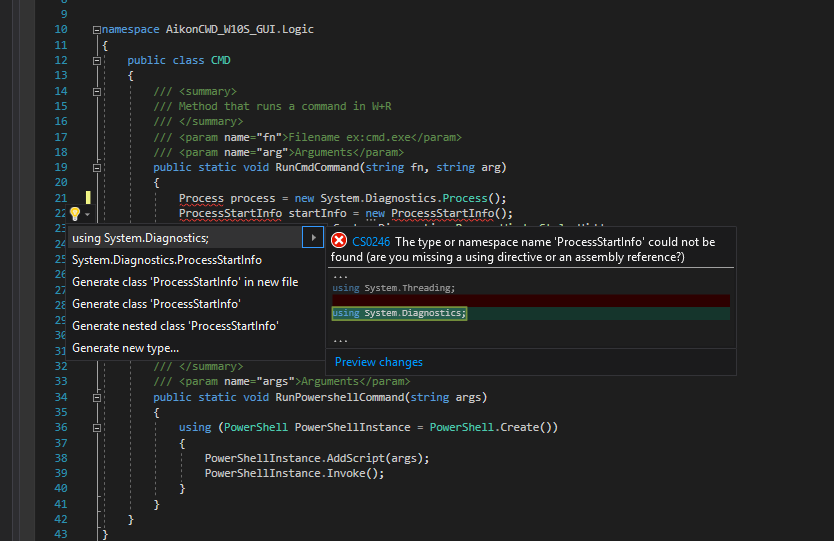 9
10 namespace AikonCWD_W10S_GUI.Logic
11 {
12 public class CMD
13 {
14 /// <summary>
15 /// Method that runs a command in W+R
16 /// </summary>
17 /// <param name="fn">Filename ex:cmd.exe</param>
18 /// <param name="arg">Arguments</param>
19 public static void RunCmdCommand(string fn, string arg)
20 {
21 Process process = new System.Diagnostics.Process();
22 ProcessStartInfo startInfo = new ProcessStartInfo();
using System.Diagnostics;
System.Diagnostics.ProcessStartInfo
Generate class 'ProcessStartInfo' in new file
Generate class 'ProcessStartInfo'
Generate nested class 'ProcessStartInfo'
Generate new type...
CS0246 The type or namespace name 'ProcessStartInfo' could not be
found (are you missing a using directive or an assembly reference?)
...
using System.Threading;
using System.Diagnostics;
...
Preview changes
32 /// </summary>
33 /// <param name="args">Arguments</param>
34 public static void RunPowershellCommand(string args)
35 {
36 using (PowerShell PowerShellInstance = PowerShell.Create())
37 {
38 PowerShellInstance.AddScript(args);
39 PowerShellInstance.Invoke();
40 }
41 }
42 }
43 }